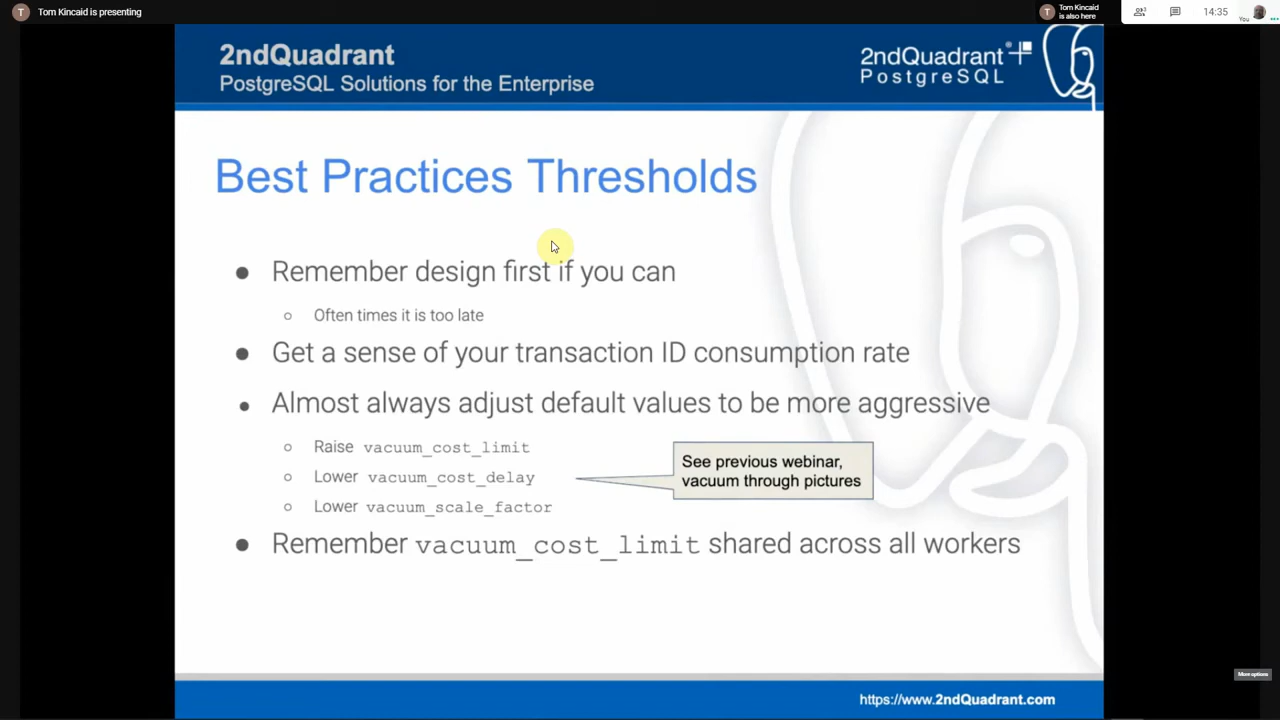 T Tom Kincaid is presenting
T Tom Kincaid
is also here
3
14:35
You
2ndQuadrant
PostgreSQL Solutions for the Enterprise
2ndQuadrant®
PostgreSQL
Best Practices Thresholds
● Remember design first if you can
○ Often times it is too late
● Get a sense of your transaction ID consumption rate
● Almost always adjust default values to be more aggressive
○ Raise vacuum_cost_limit
○ Lower vacuum_cost_delay
○ Lower vacuum_scale_factor
See previous webinar,
vacuum through pictures
● Remember vacuum_cost_limit shared across all workers
More options
https://www.2ndQuadrant.com